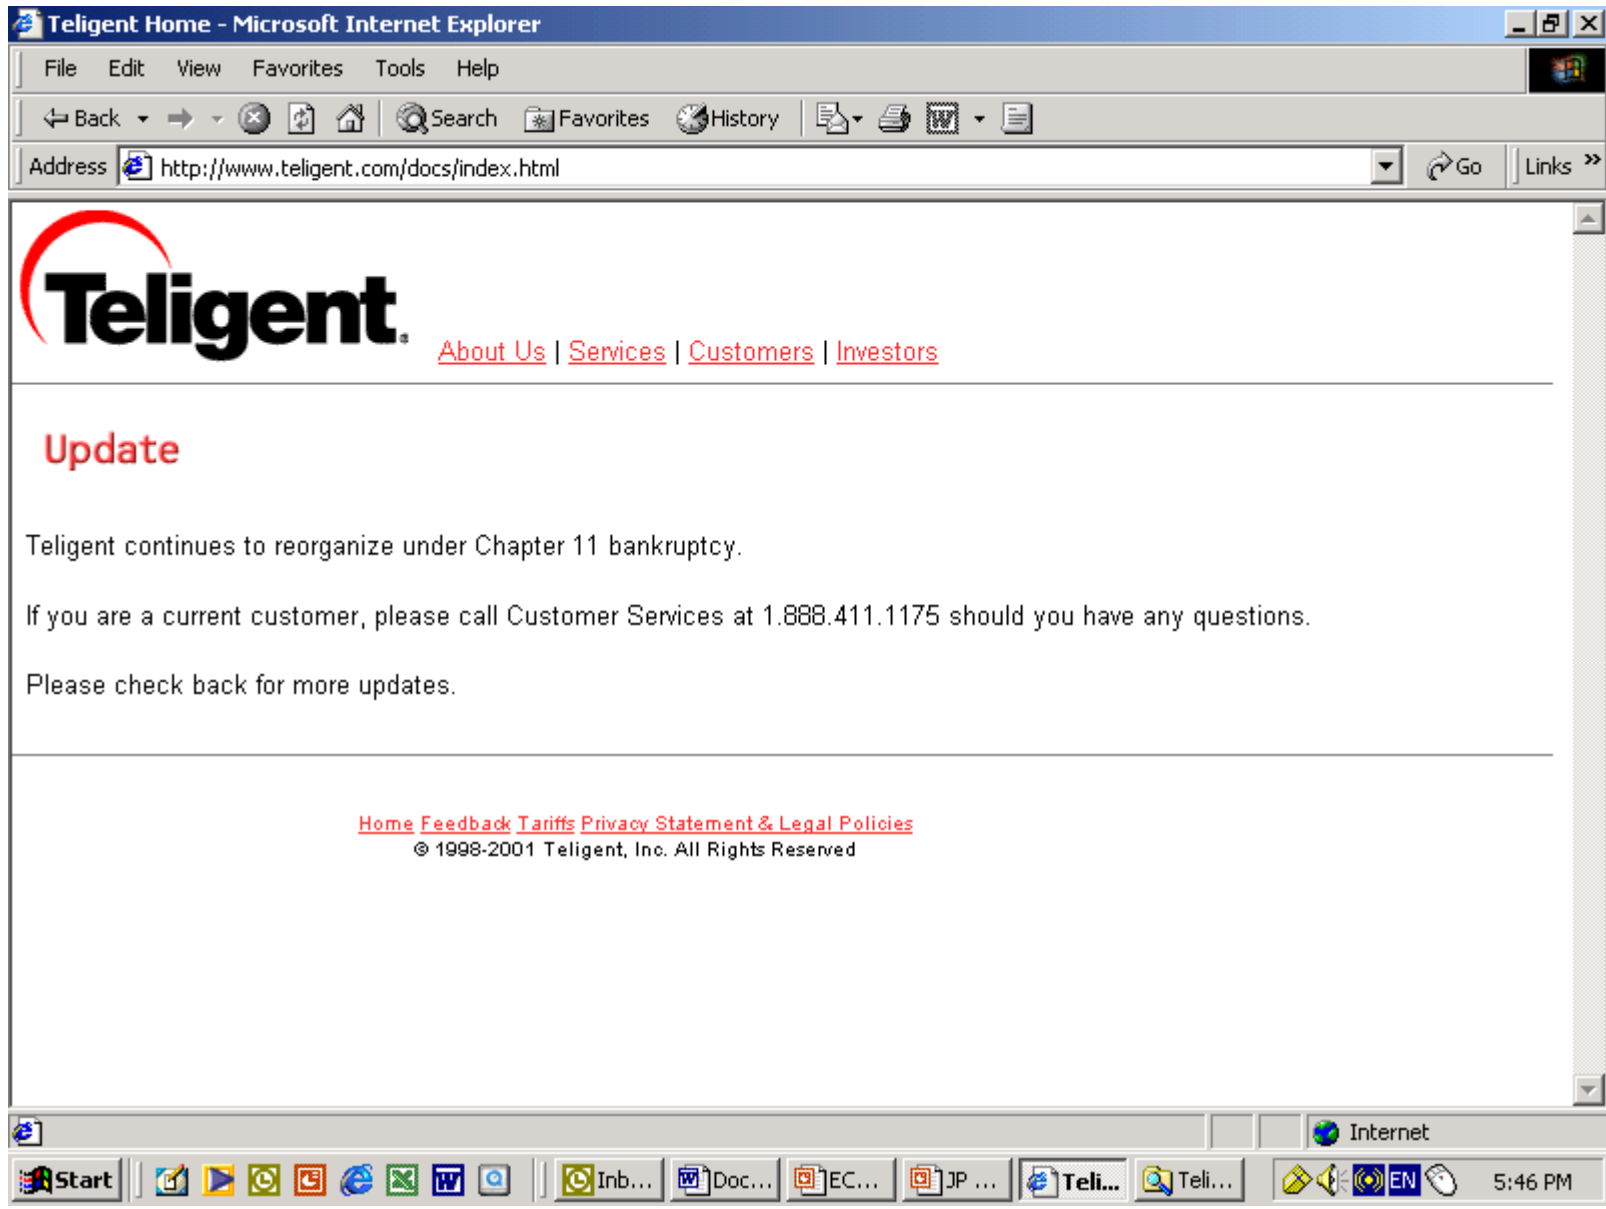 Teligent Home - Microsoft Internet Explorer
File Edit View Favorites Tools Help
Back Search Favorites History
Address http://www.teligent.com/docs/index.html Go Links »
Teligent.
About Us | Services | Customers | Investors
Update
Teligent continues to reorganize under Chapter 11 bankruptcy.
If you are a current customer, please call Customer Services at 1.888.411.1175 should you have any questions.
Please check back for more updates.
Home Feedback Tariffs Privacy Statement & Legal Policies
© 1998-2001 Teligent, Inc. All Rights Reserved
Internet
Start Inb... Doc... EC... JP ... Teli... Teli... EN 5:46 PM